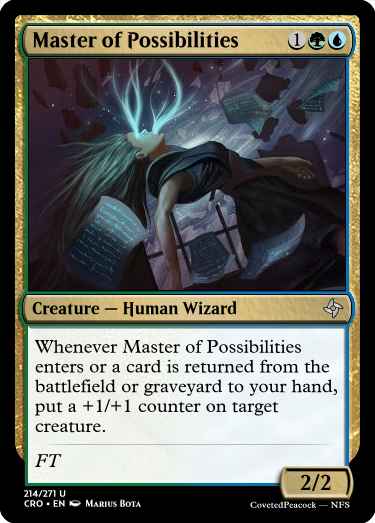 Master of Possibilities 1
Creature — Human Wizard
Whenever Master of Possibilities
enters or a card is returned from the
battlefield or graveyard to your hand,
put a +1/+1 counter on target
creature.
FT
2/2
214/271 U
CRO • EN Marius Bota
CovetedPeacock — NFS